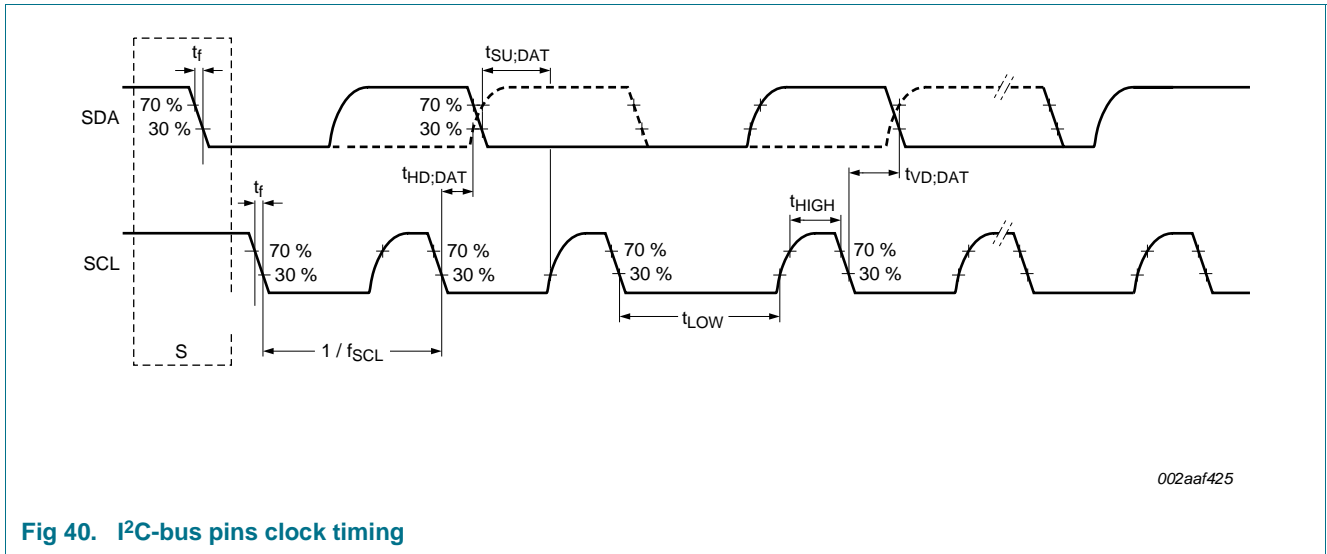 tf
tSU;DAT
70 %
30 %
SDA
70 %
30 %
tHD;DAT
tf
tVD;DAT
tHIGH
SCL
70 %
30 %
70 %
30 %
70 %
30 %
70 %
30 %
tLOW
S
1 / fSCL
002aaf425
Fig 40. I²C-bus pins clock timing